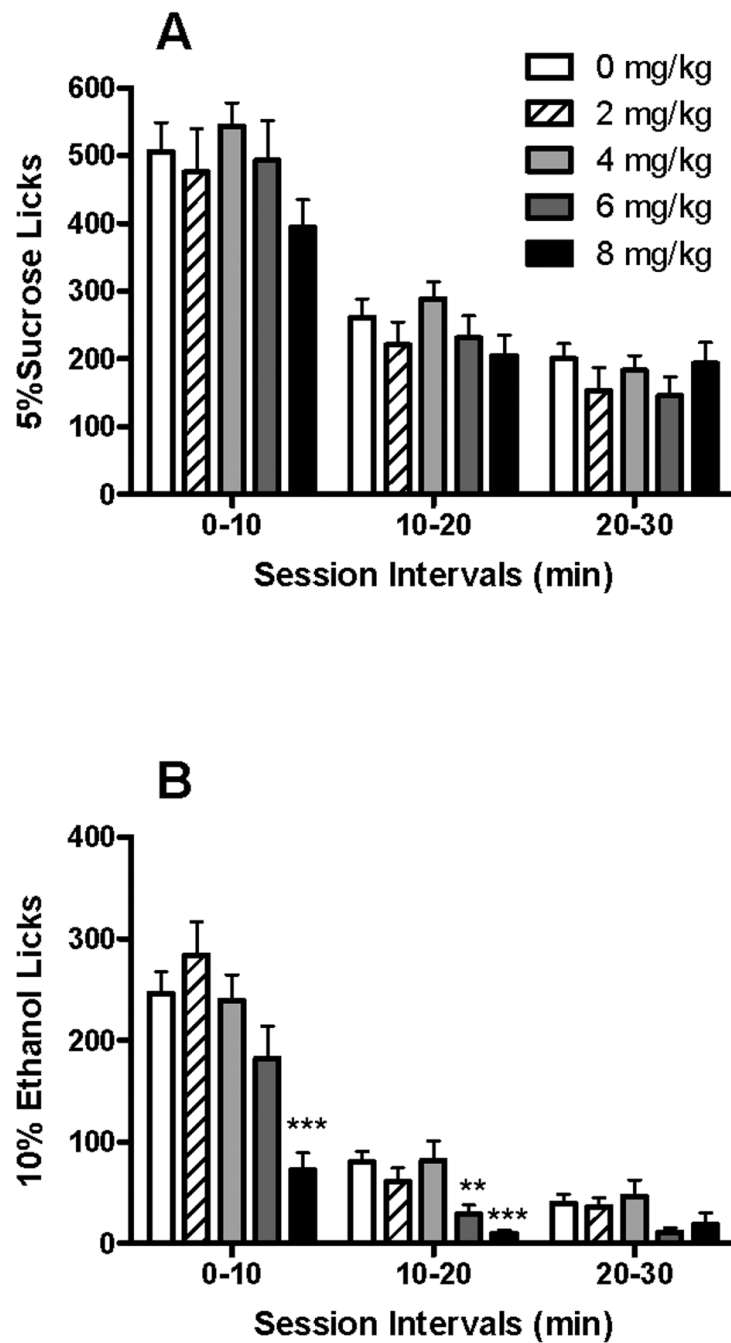 A
0 mg/kg
2 mg/kg
4 mg/kg
6 mg/kg
8 mg/kg
5%Sucrose Licks
600
500
400
300
200
100
0
0-10
10-20
20-30
Session Intervals (min)
B
10% Ethanol Licks
400
300
200
100
0
***
**
***
0-10
10-20
20-30
Session Intervals (min)